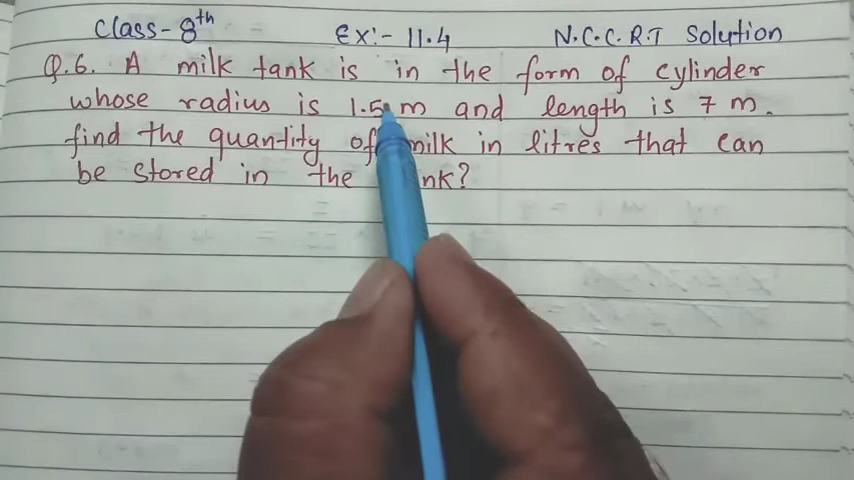 Class - 8th Ex:- 11.4 N.C.C.R.T Solution
Q.6. A milk tank is in the form of cylinder
whose radius is 1.5 m and length is 7 m.
find the quantity of milk in litres that can
be stored in the nk?